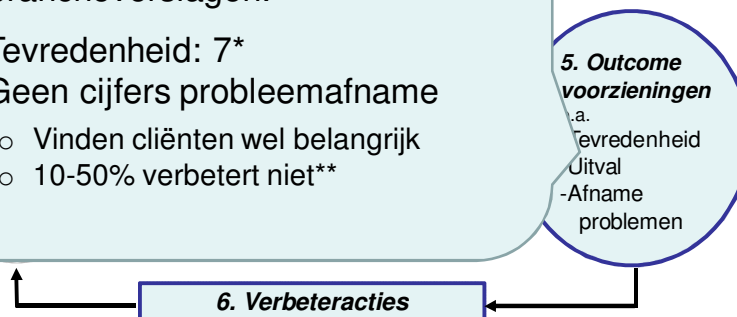 Tevredenheid: 7*
Geen cijfers probleemafname
o Vinden cliënten wel belangrijk
o 10-50% verbetert niet**
5. Outcome
voorzieningen
.a.
Tevredenheid
Uitval
-Afname
problemen
6. Verbeteracties